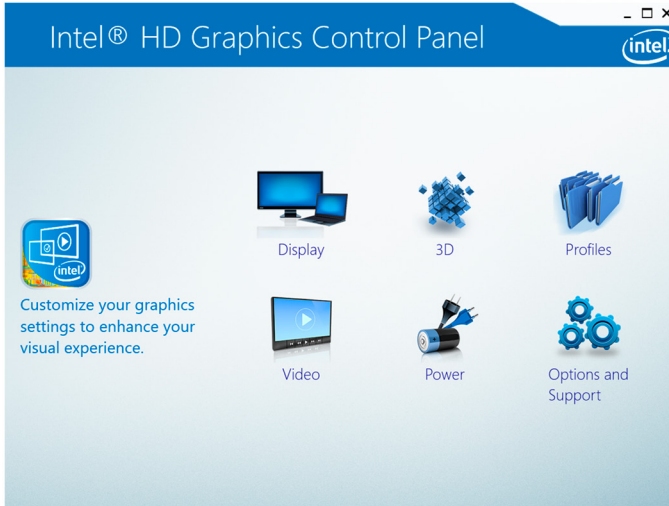 Intel® HD Graphics Control Panel
intel
Display
3D
Profiles
intel
Customize your graphics
settings to enhance your
visual experience.
Video
Power
Options and
Support